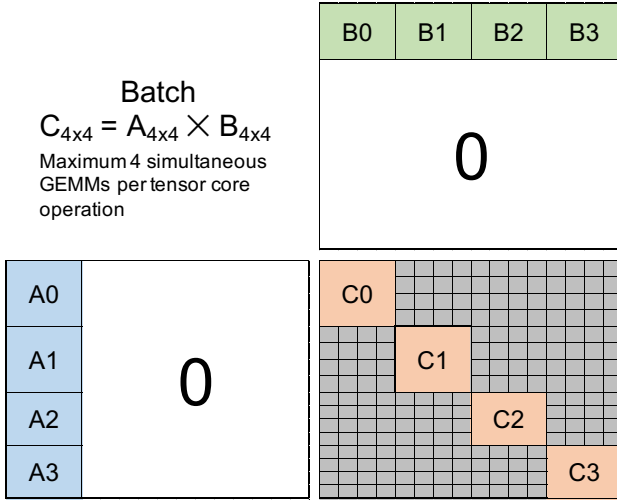 B0 B1 B2 B3
Batch
C4x4 = A4x4 × B4x4
Maximum 4 simultaneous
GEMMs per tensor core
operation
0
A0
A1
A2
A3
0
C0
C1
C2
C3